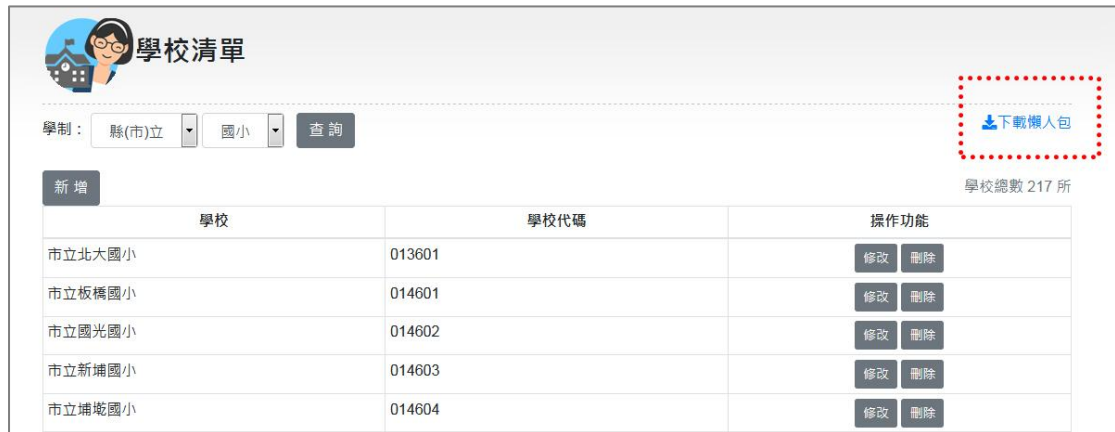 學校清單
學制： 縣(市)立 國小 查詢
下載懶人包
新增
學校總數 217 所
學校 學校代碼 操作功能
市立北大國小 013601 修改 刪除
市立板橋國小 014601 修改 刪除
市立國光國小 014602 修改 刪除
市立新埔國小 014603 修改 刪除
市立埔墘國小 014604 修改 刪除